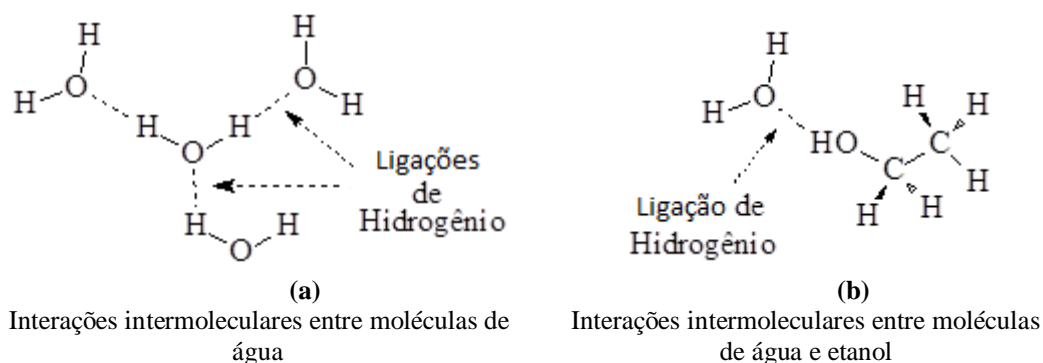 H H
H O O H
H H
O
H H
O
Ligações
de
Hidrogênio
(a)
Interações intermoleculares entre moléculas de
água
H
H O
HO
H H
C
C
H
H H
Ligação de
Hidrogênio
(b)
Interações intermoleculares entre moléculas
de água e etanol